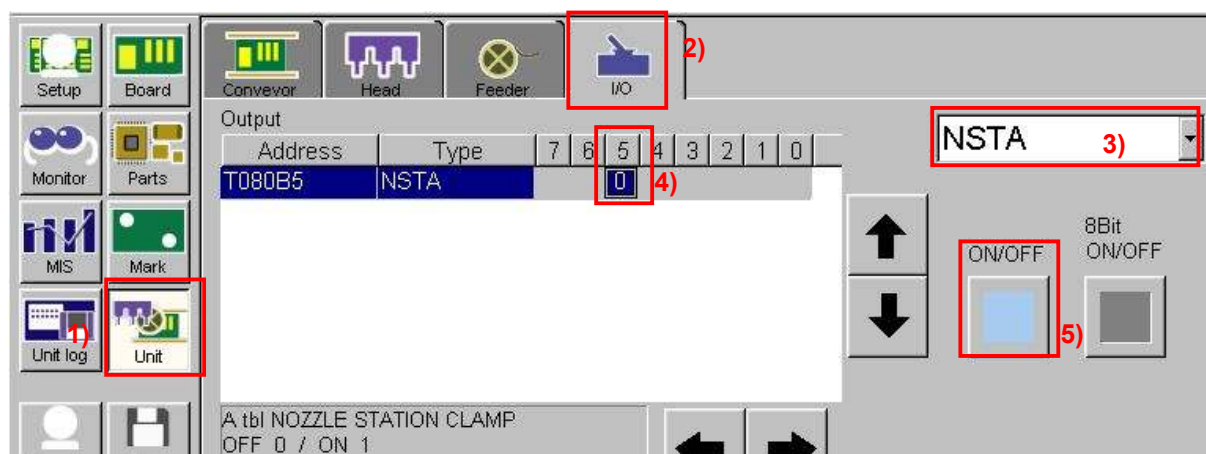 2)
Setup
Board
Conveyor
Head
Feeder
I/O
Output
Address Type 7 6 5 4 3 2 1 0
NSTA 3)
T080B5 NSTA 0 4)
Monitor
Parts
MIS
Mark
ON/OFF
8Bit
ON/OFF
1)
Unit log
Unit
5)
A tbl NOZZLE STATION CLAMP
OFF 0 / ON 1